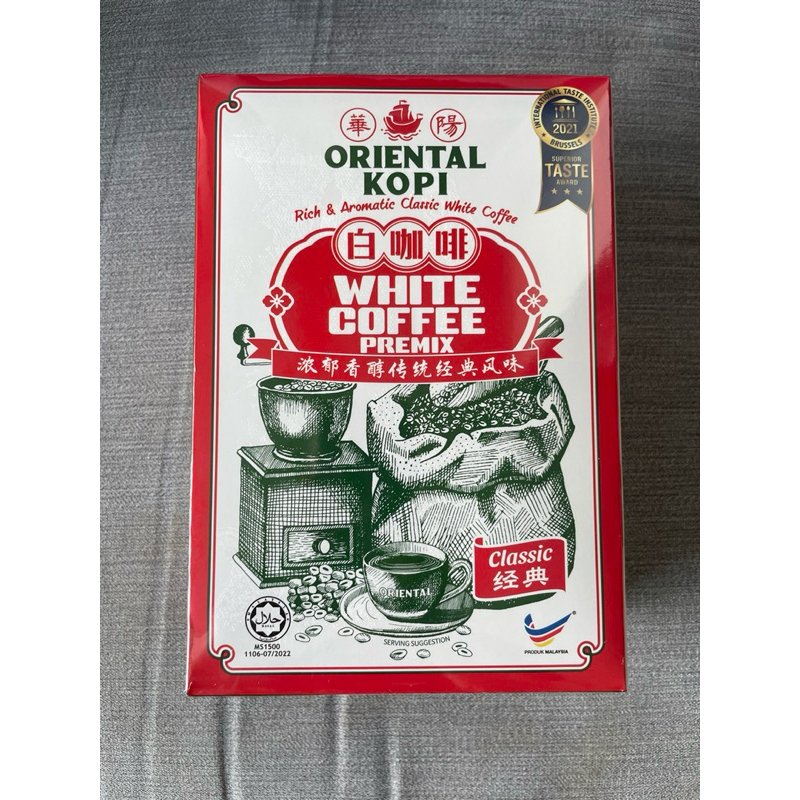 華 陽
ORIENTAL
KOPI
Rich & Aromatic Classic White Coffee
INTERNATIONAL TASTE INSTITUTE
2021
BRUSSELS
SUPERIOR
TASTE
AWARD
白咖啡
WHITE
COFFEE
PREMIX
浓郁香醇传统经典风味
Classic
经典
ORIENTAL
SERVING SUGGESTION
حلال
HALAL
MS1500
1106-07/2022
®
PRODUK MALAYSIA